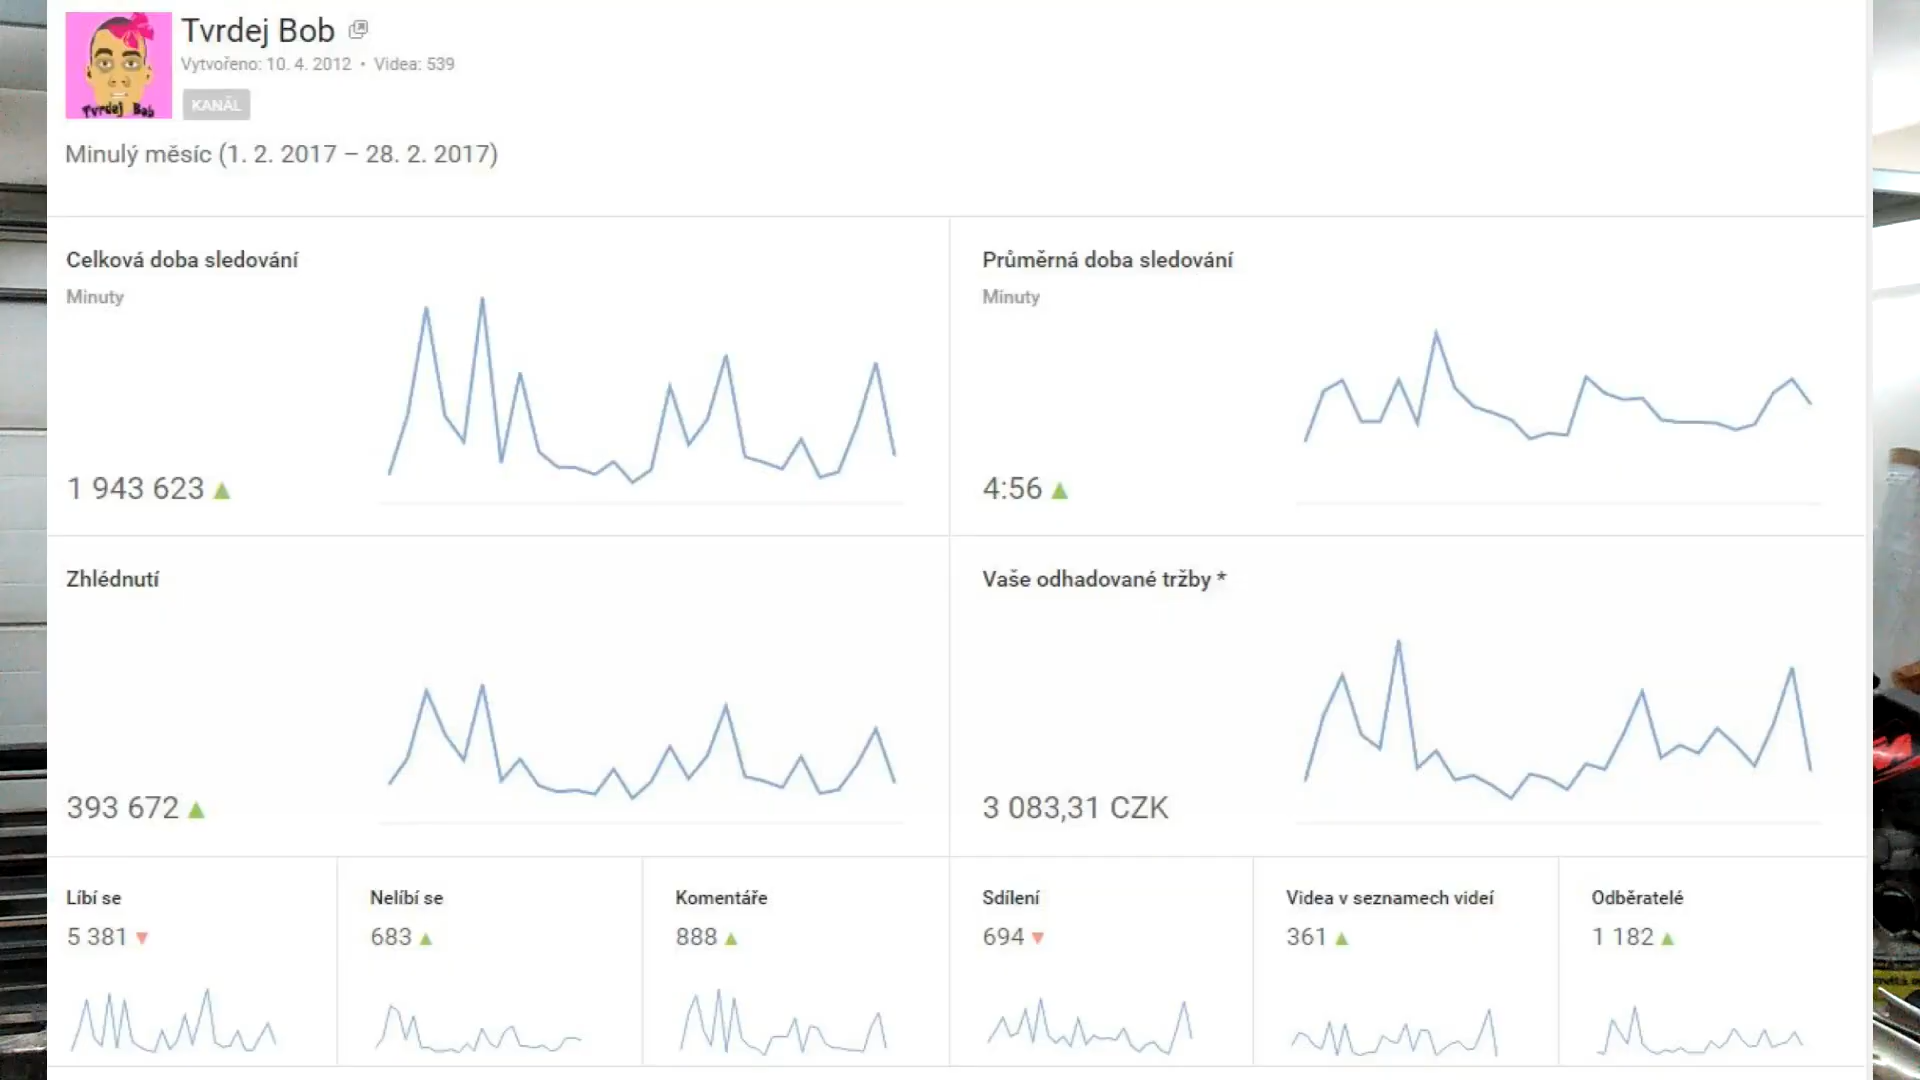 Tvrdej Bob
Vytvořeno: 10. 4. 2012 • Videa: 539
Tvrdej Bob
KANÁL
Minulý měsíc (1. 2. 2017 – 28. 2. 2017)
Celková doba sledování
Minuty
1 943 623
Průměrná doba sledování
Minuty
4:56
Zhlédnutí
393 672
Vaše odhadované tržby *
3 083,31 CZK
Líbí se
5 381
Nelíbí se
683
Komentáře
888
Sdílení
694
Videa v seznamech videí
361
Odběratelé
1 182